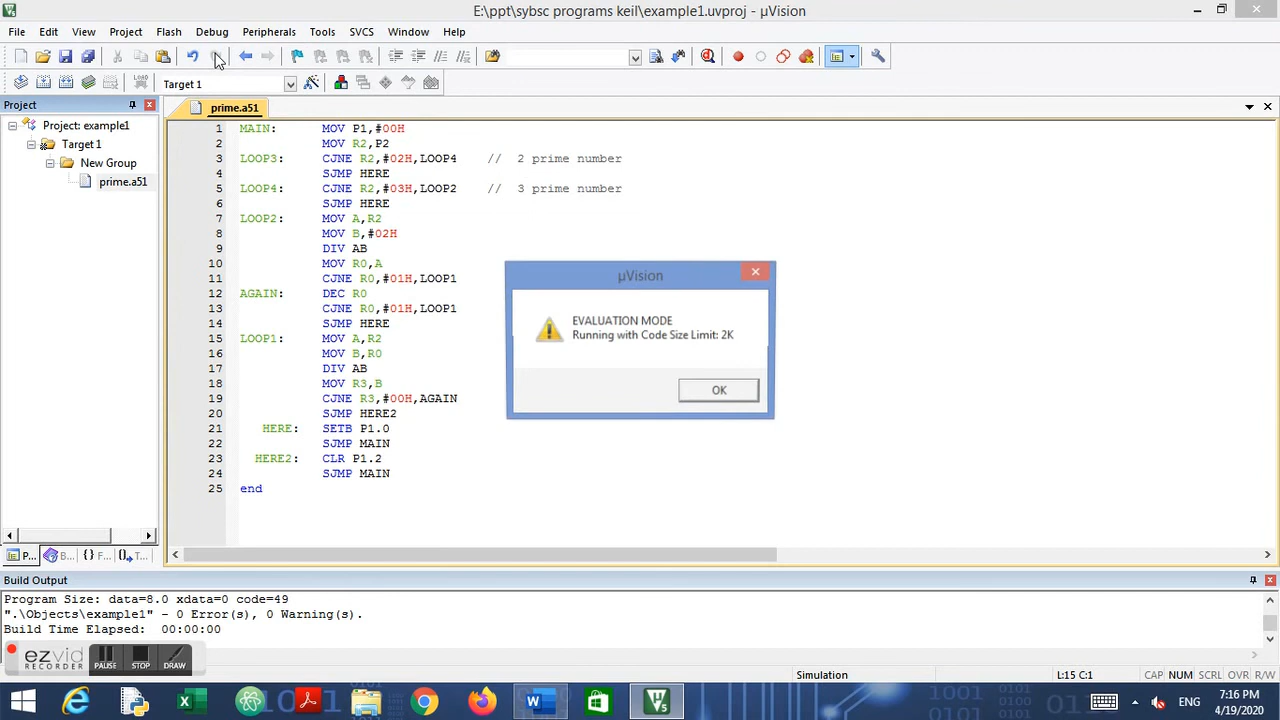 E:\ppt\sybsc programs keil\example1.uvproj - µVision
File Edit View Project Flash Debug Peripherals Tools SVCS Window Help
Target 1
Project
prime.a51
Project: example1
Target 1
New Group
prime.a51
1 MAIN: MOV P1,#00H
2 MOV R2,P2
3 LOOP3: CJNE R2,#02H,LOOP4 // 2 prime number
4 SJMP HERE
5 LOOP4: CJNE R2,#03H,LOOP2 // 3 prime number
6 SJMP HERE
7 LOOP2: MOV A,R2
8 MOV B,#02H
9 DIV AB
10 MOV R0,A
11 CJNE R0,#01H,LOOP1
12 AGAIN: DEC R0
13 CJNE R0,#01H,LOOP1
14 SJMP HERE
15 LOOP1: MOV A,R2
16 MOV B,R0
17 DIV AB
18 MOV R3,B
19 CJNE R3,#00H,AGAIN
20 SJMP HERE2
21 HERE: SETB P1.0
22 SJMP MAIN
23 HERE2: CLR P1.2
24 SJMP MAIN
25 end
µVision
EVALUATION MODE
Running with Code Size Limit: 2K
OK
P... B... {} F... T...
Build Output
Program Size: data=8.0 xdata=0 code=49
".\Objects\example1" - 0 Error(s), 0 Warning(s).
Build Time Elapsed: 00:00:00
ezvid
RECORDER
PAUSE STOP DRAW
Simulation L:15 C:1 CAP NUM SCRL OVR R/W
ENG
7:16 PM
4/19/2020